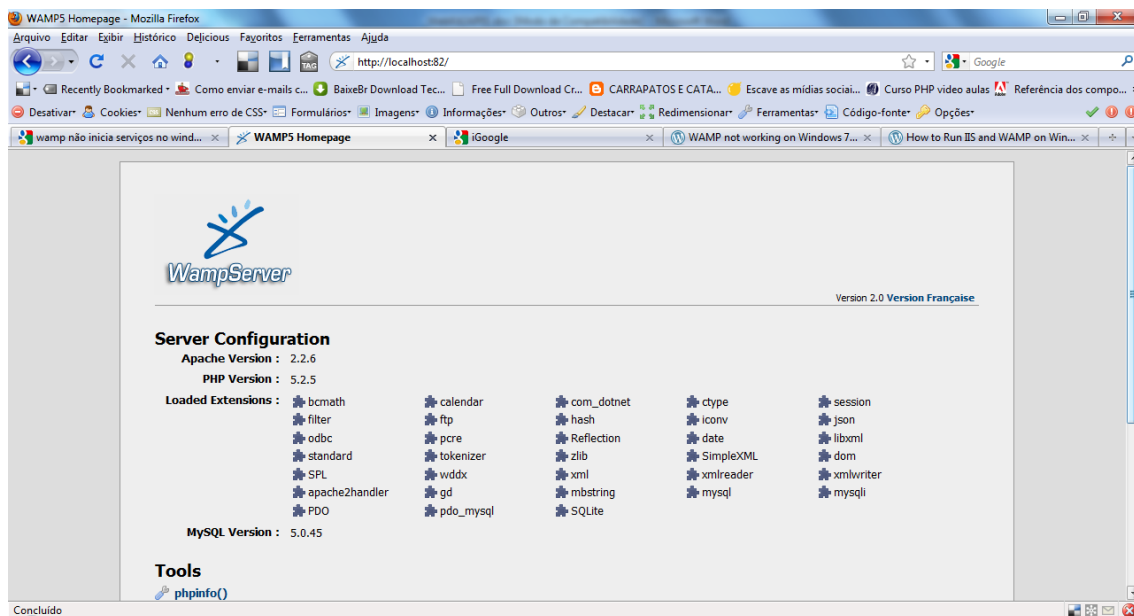 WAMP5 Homepage - Mozilla Firefox
Arquivo Editar Exibir Histórico Delicious Favoritos Ferramentas Ajuda
TAG http://localhost:82/ Google
Recently Bookmarked Como enviar e-mails c... BaixeBr Download Tec... Free Full Download Cr... CARRAPATOS E CATA... Escave as mídias sociai... Curso PHP video aulas Referência dos compo...
Desativar Cookies Nenhum erro de CSS Formulários Imagens Informações Outros Destacar Redimensionar Ferramentas Código-fonte Opções
wamp não inicia serviços no wind... WAMP5 Homepage iGoogle WAMP not working on Windows 7... How to Run IIS and WAMP on Win...
WampServer
Version 2.0 Version Française
Server Configuration
Apache Version : 2.2.6
PHP Version : 5.2.5
Loaded Extensions : bcmath calendar com_dotnet ctype session
filter ftp hash iconv json
odbc pcre Reflection date libxml
standard tokenizer zlib SimpleXML dom
SPL wddx xml xmlreader xmlwriter
apache2handler gd mbstring mysql mysqli
PDO pdo_mysql SQLite
MySQL Version : 5.0.45
Tools
phpinfo()
Concluído